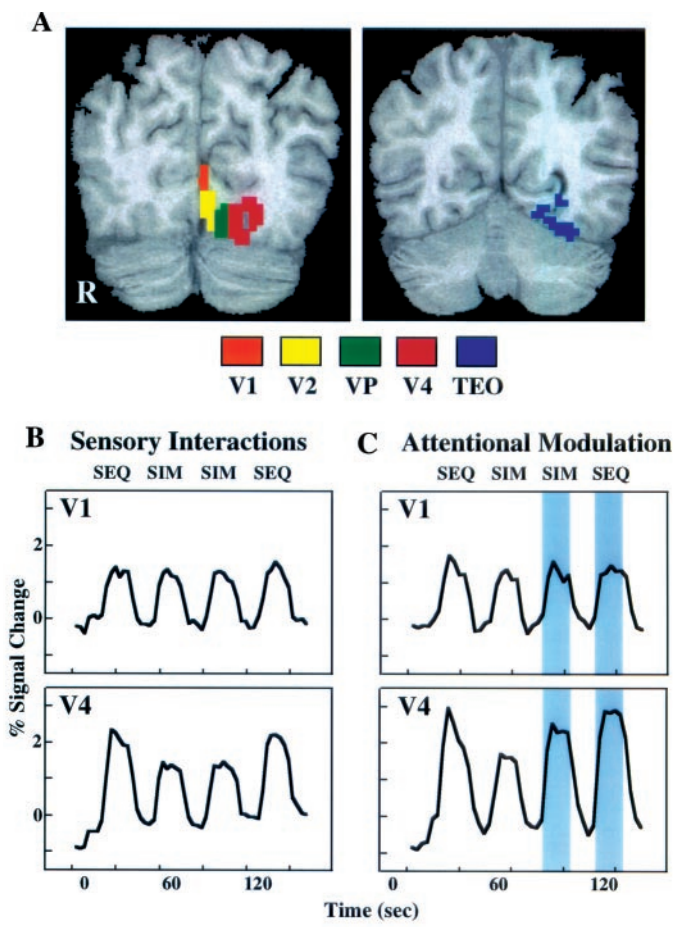 A
R
V1 V2 VP V4 TEO
B Sensory Interactions
SEQ SIM SIM SEQ
V1
2
0
V4
2
0
% Signal Change
0 60 120
C Attentional Modulation
SEQ SIM SIM SEQ
V1
V4
0 60 120
Time (sec)